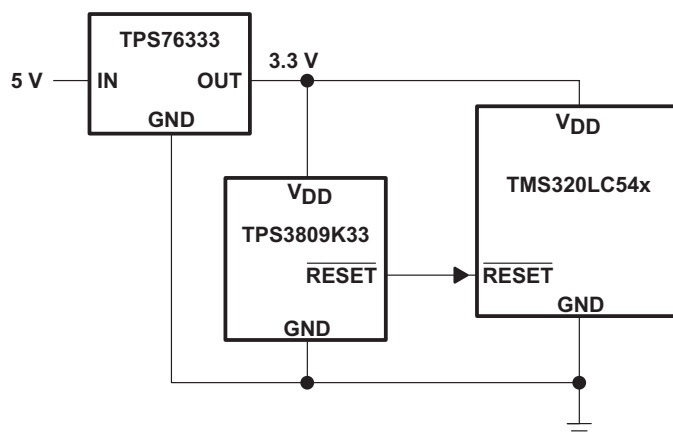 TPS76333
5 V
IN
OUT
3.3 V
GND
VDD
TMS320LC54x
VDD
TPS3809K33
RESET
RESET
GND
GND